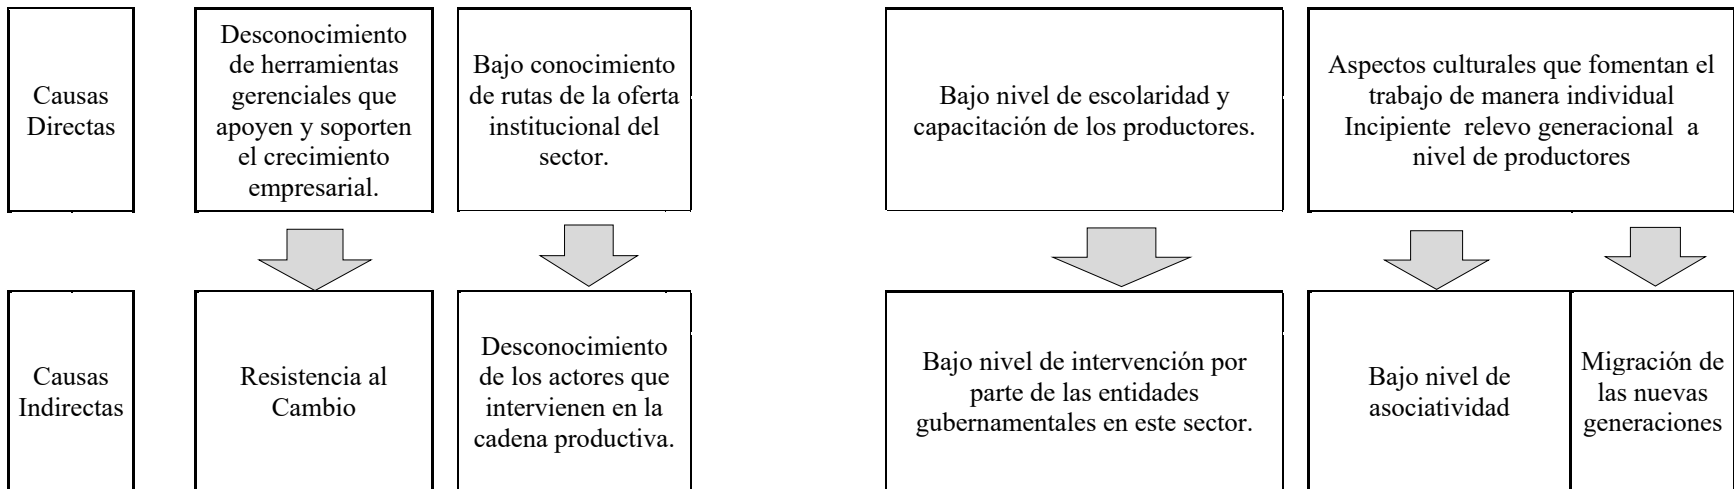 Causas
Directas
Desconocimiento
de herramientas
gerenciales que
apoyen y soporten
el crecimiento
empresarial.
Bajo conocimiento
de rutas de la oferta
institucional del
sector.
Bajo nivel de escolaridad y
capacitación de los productores.
Aspectos culturales que fomentan el
trabajo de manera individual
Incipiente relevo generacional a
nivel de productores
Causas
Indirectas
Resistencia al
Cambio
Desconocimiento
de los actores que
intervienen en la
cadena productiva.
Bajo nivel de intervención por
parte de las entidades
gubernamentales en este sector.
Bajo nivel de
asociatividad
Migración de
las nuevas
generaciones